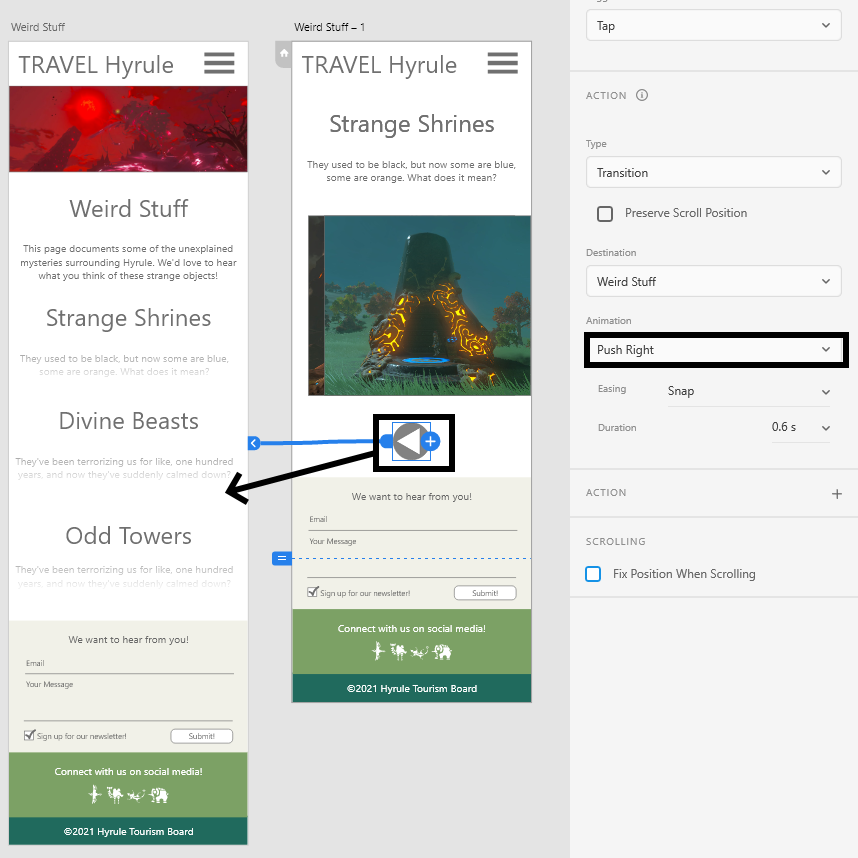 Weird Stuff
TRAVEL Hyrule
Weird Stuff
This page documents some of the unexplained
mysteries surrounding Hyrule. We'd love to hear
what you think of these strange objects!
Strange Shrines
They used to be black, but now some are blue,
some are orange. What does it mean?
Divine Beasts
They've been terrorizing us for like, one hundred
years, and now they've suddenly calmed down?
Odd Towers
They've been terrorizing us for like, one hundred
years, and now they've suddenly calmed down?
We want to hear from you!
Email
Your Message
Sign up for our newsletter!
Submit!
Connect with us on social media!
©2021 Hyrule Tourism Board
Weird Stuff – 1
TRAVEL Hyrule
Strange Shrines
They used to be black, but now some are blue,
some are orange. What does it mean?
We want to hear from you!
Email
Your Message
Sign up for our newsletter!
Submit!
Connect with us on social media!
©2021 Hyrule Tourism Board
Tap
ACTION
Type
Transition
Preserve Scroll Position
Destination
Weird Stuff
Animation
Push Right
Easing
Snap
Duration
0.6 s
ACTION
SCROLLING
Fix Position When Scrolling